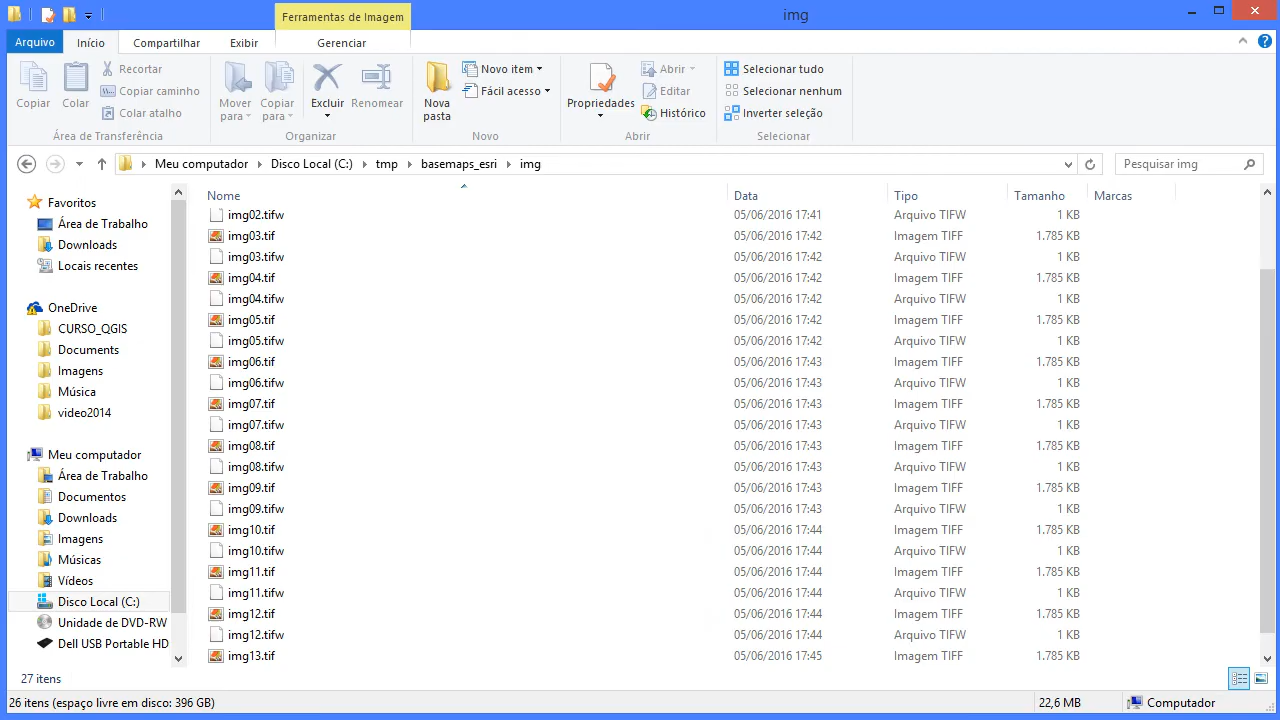 Ferramentas de Imagem
img
Arquivo
Início
Compartilhar
Exibir
Gerenciar
Copiar
Colar
Recortar
Copiar caminho
Colar atalho
Área de Transferência
Mover para
Copiar para
Excluir
Renomear
Organizar
Nova pasta
Novo item
Fácil acesso
Novo
Propriedades
Abrir
Editar
Histórico
Abrir
Selecionar tudo
Selecionar nenhum
Inverter seleção
Selecionar
Meu computador
Disco Local (C:)
tmp
basemaps_esri
img
Pesquisar img
Favoritos
Área de Trabalho
Downloads
Locais recentes
OneDrive
CURSO_QGIS
Documents
Imagens
Música
video2014
Meu computador
Área de Trabalho
Documentos
Downloads
Imagens
Músicas
Vídeos
Disco Local (C:)
Unidade de DVD-RW
Dell USB Portable HD
Nome Data Tipo Tamanho Marcas
img02.tifw 05/06/2016 17:41 Arquivo TIFW 1 KB
img03.tif 05/06/2016 17:42 Imagem TIFF 1.785 KB
img03.tifw 05/06/2016 17:42 Arquivo TIFW 1 KB
img04.tif 05/06/2016 17:42 Imagem TIFF 1.785 KB
img04.tifw 05/06/2016 17:42 Arquivo TIFW 1 KB
img05.tif 05/06/2016 17:42 Imagem TIFF 1.785 KB
img05.tifw 05/06/2016 17:42 Arquivo TIFW 1 KB
img06.tif 05/06/2016 17:43 Imagem TIFF 1.785 KB
img06.tifw 05/06/2016 17:43 Arquivo TIFW 1 KB
img07.tif 05/06/2016 17:43 Imagem TIFF 1.785 KB
img07.tifw 05/06/2016 17:43 Arquivo TIFW 1 KB
img08.tif 05/06/2016 17:43 Imagem TIFF 1.785 KB
img08.tifw 05/06/2016 17:43 Arquivo TIFW 1 KB
img09.tif 05/06/2016 17:43 Imagem TIFF 1.785 KB
img09.tifw 05/06/2016 17:43 Arquivo TIFW 1 KB
img10.tif 05/06/2016 17:44 Imagem TIFF 1.785 KB
img10.tifw 05/06/2016 17:44 Arquivo TIFW 1 KB
img11.tif 05/06/2016 17:44 Imagem TIFF 1.785 KB
img11.tifw 05/06/2016 17:44 Arquivo TIFW 1 KB
img12.tif 05/06/2016 17:44 Imagem TIFF 1.785 KB
img12.tifw 05/06/2016 17:44 Arquivo TIFW 1 KB
img13.tif 05/06/2016 17:45 Imagem TIFF 1.785 KB
27 itens
26 itens (espaço livre em disco: 396 GB)
22,6 MB
Computador